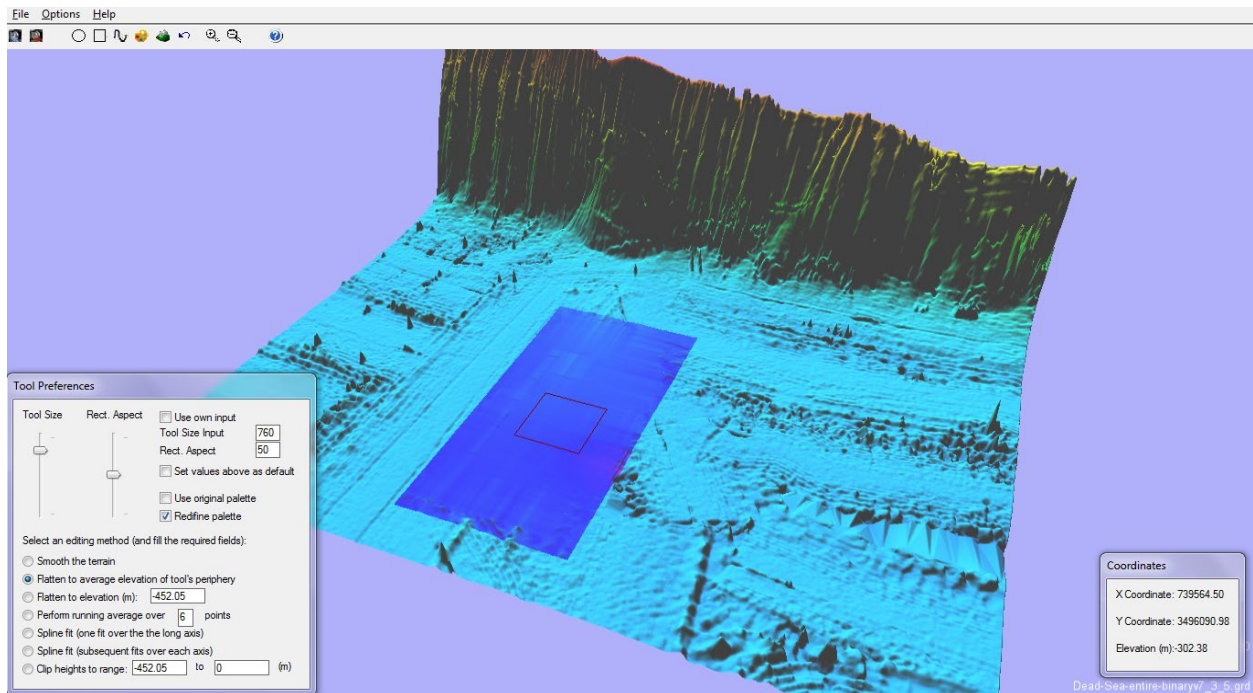 File Options Help
Tool Preferences
Tool Size Rect. Aspect Use own input
Tool Size Input 760
Rect. Aspect 50
Set values above as default
Use original palette
Redifine palette
Select an editing method (and fill the required fields):
Smooth the terrain
Flatten to average elevation of tool's periphery
Flatten to elevation (m): -452.05
Perform running average over 6 points
Spline fit (one fit over the the long axis)
Spline fit (subsequent fits over each axis)
Clip heights to range: -452.05 to 0 (m)
Coordinates
X Coordinate: 739564.50
Y Coordinate: 3496090.98
Elevation (m):-302.38
Dead-Sea-entire-binaryv7_3_5.grd